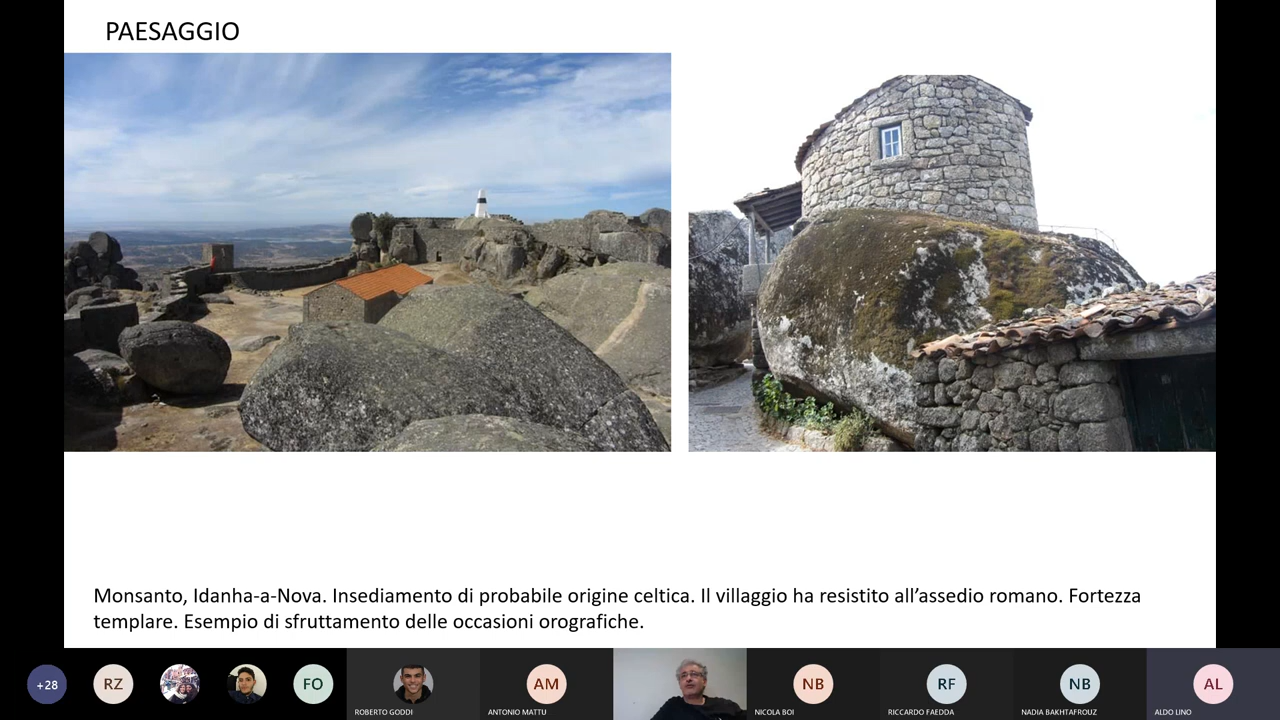 PAESAGGIO
Monsanto, Idanha-a-Nova. Insediamento di probabile origine celtica. Il villaggio ha resistito all’assedio romano. Fortezza
templare. Esempio di sfruttamento delle occasioni orografiche.
+28
RZ
FO
ROBERTO GODDI
AM
ANTONIO MATTU
NB
NICOLA BOI
RF
RICCARDO FAEDDA
NB
NADIA BAKHTAFROUZ
AL
ALDO LINO